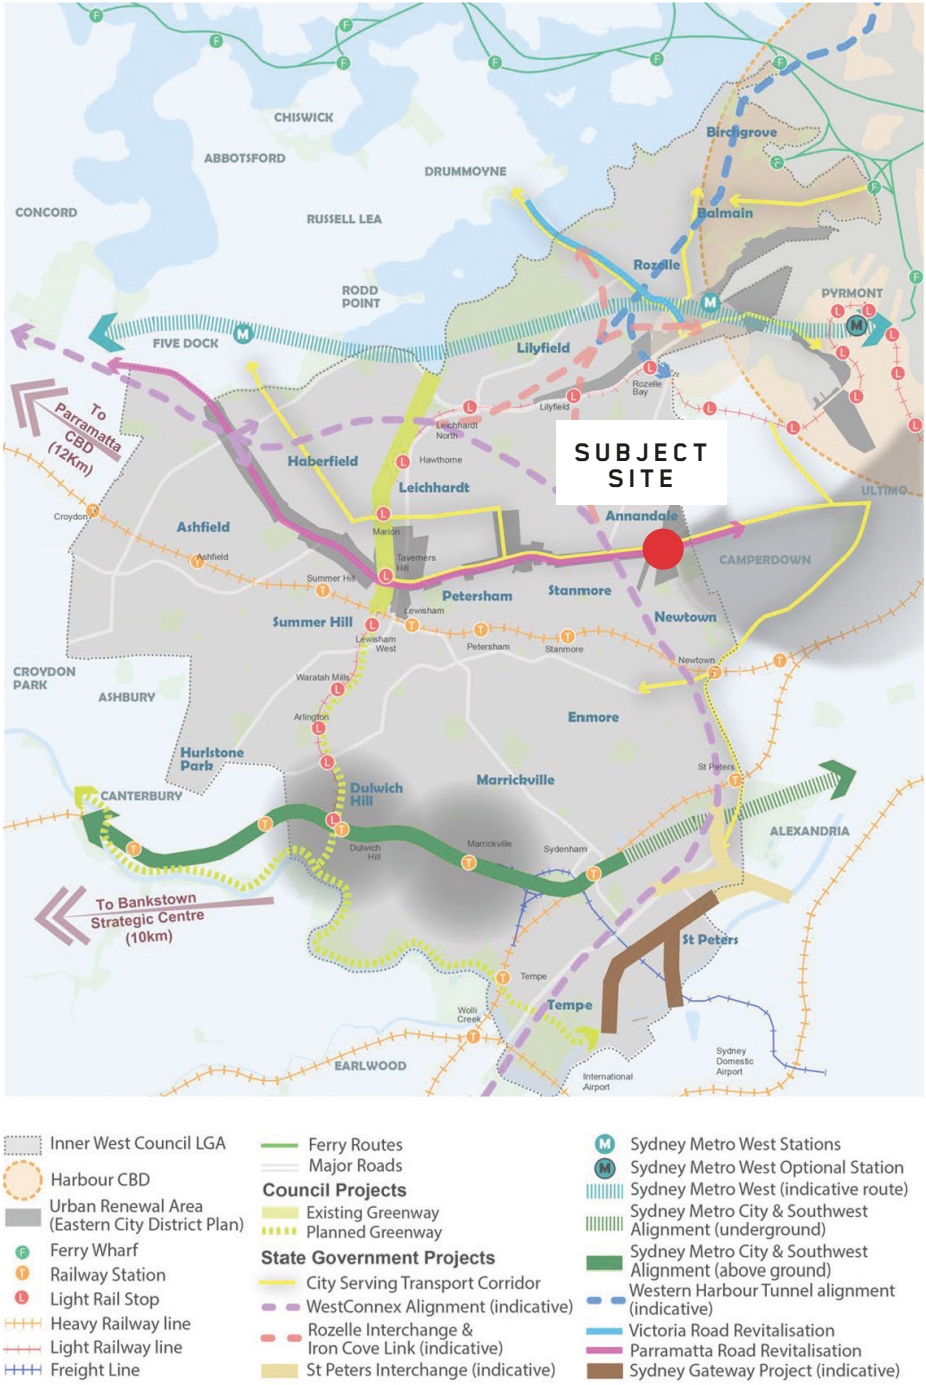 CHISWICK
ABBOTSFORD
DRUMMOYNE
Birchgrove
CONCORD
RUSSELL LEA
Balmain
Rozelle
RODD
POINT
PYRMONT
FIVE DOCK
Lilyfield
Rozelle
Bay
To
Parramatta
CBD
(12Km)
Lilyfield
Leichhardt
North
SUBJECT
SITE
Haberfield
Hawthorne
Leichhardt
ULTIMO
Annandale
Croydon
Ashfield
Marion
Ashfield
Taverners
Hill
CAMPERDOWN
Summer Hill
Petersham
Stanmore
Lewisham
Summer Hill
Newtown
Lewisham
West
Petersham
Stanmore
Newtown
CROYDON
PARK
ASHBURY
Waratah Mills
Arlington
Enmore
Hurlstone
Park
St Peters
Dulwich
Hill
Marrickville
CANTERBURY
ALEXANDRIA
Dulwich
Hill
Marrickville
Sydenham
To Bankstown
Strategic Centre
(10km)
St Peters
Tempe
Tempe
Wolli
Creek
EARLWOOD
Sydney
Domestic
Airport
International
Airport
Inner West Council LGA
Harbour CBD
Urban Renewal Area
(Eastern City District Plan)
F Ferry Wharf
T Railway Station
L Light Rail Stop
Heavy Railway line
Light Railway line
Freight Line
Ferry Routes
Major Roads
Council Projects
Existing Greenway
Planned Greenway
State Government Projects
City Serving Transport Corridor
WestConnex Alignment (indicative)
Rozelle Interchange &
Iron Cove Link (indicative)
St Peters Interchange (indicative)
M Sydney Metro West Stations
M Sydney Metro West Optional Station
Sydney Metro West (indicative route)
Sydney Metro City & Southwest
Alignment (underground)
Sydney Metro City & Southwest
Alignment (above ground)
Western Harbour Tunnel alignment
(indicative)
Victoria Road Revitalisation
Parramatta Road Revitalisation
Sydney Gateway Project (indicative)